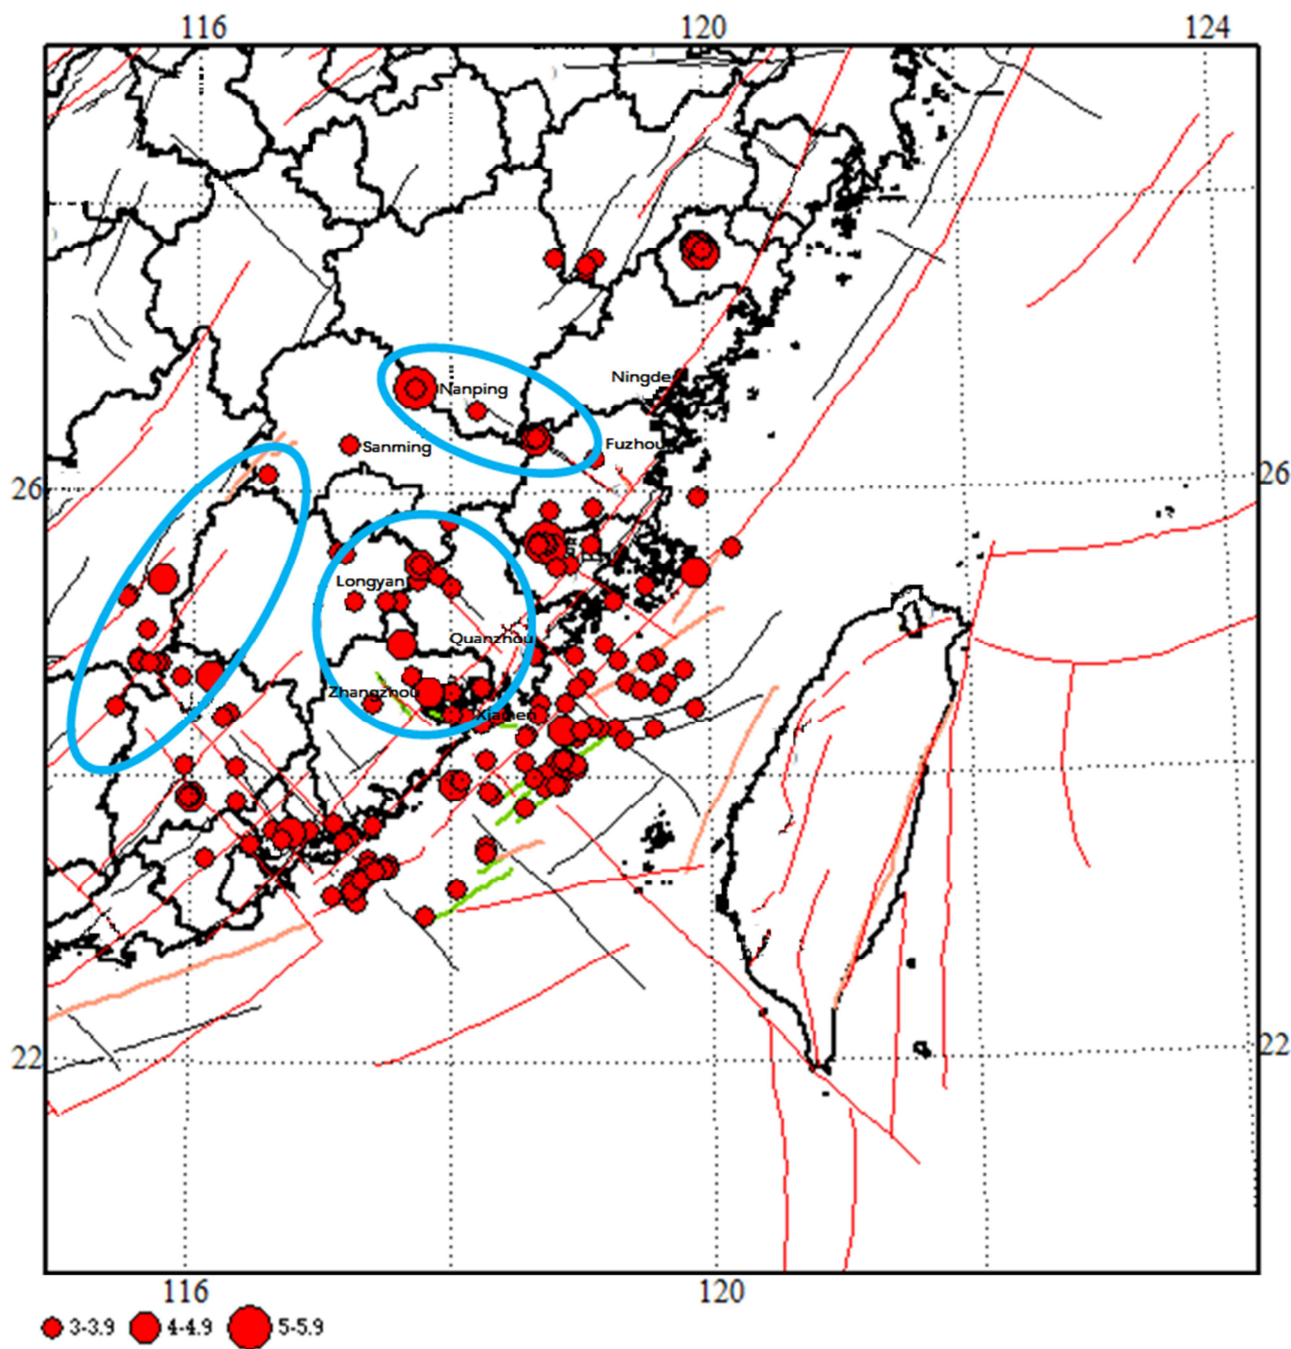 116 120 124
Nanping
Ningde
Sanming
Fuzhou
26 26
Longyan
Quanzhou
Zhangzhou
Xiamen
22 22
116 120
3-3.9 4-4.9 5-5.9